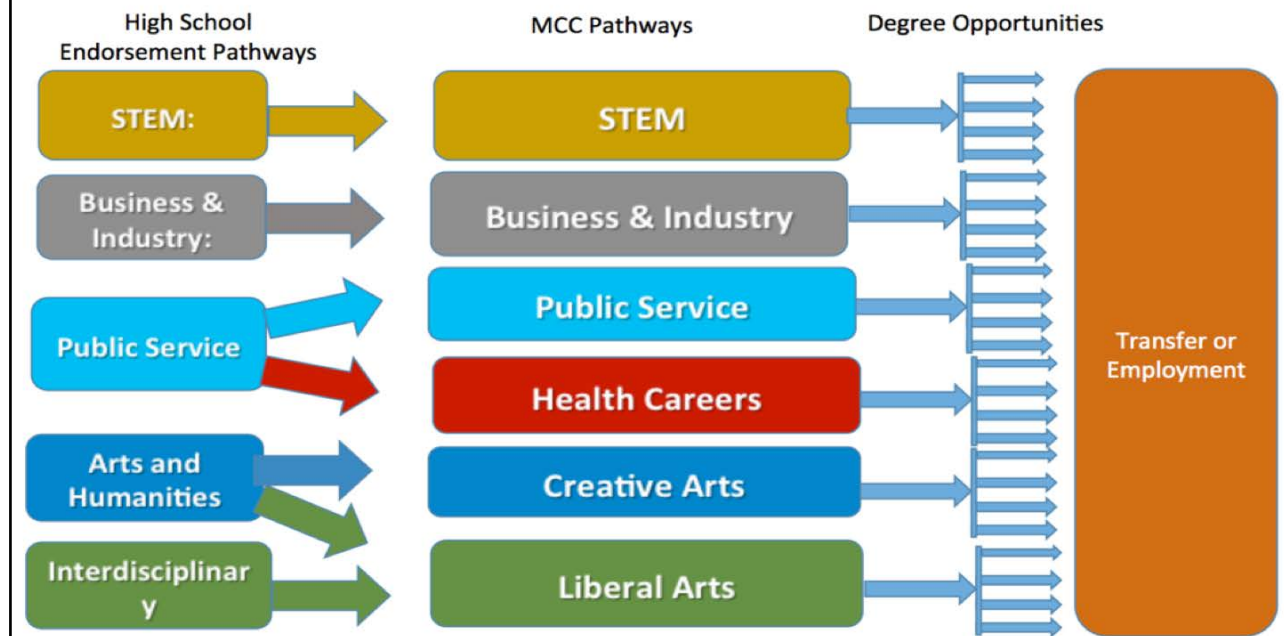 High School
Endorsement Pathways
MCC Pathways
Degree Opportunities
STEM:
STEM
Business &
Industry:
Business & Industry
Public Service
Public Service
Health Careers
Transfer or
Employment
Arts and
Humanities
Creative Arts
Interdisciplinar
y
Liberal Arts